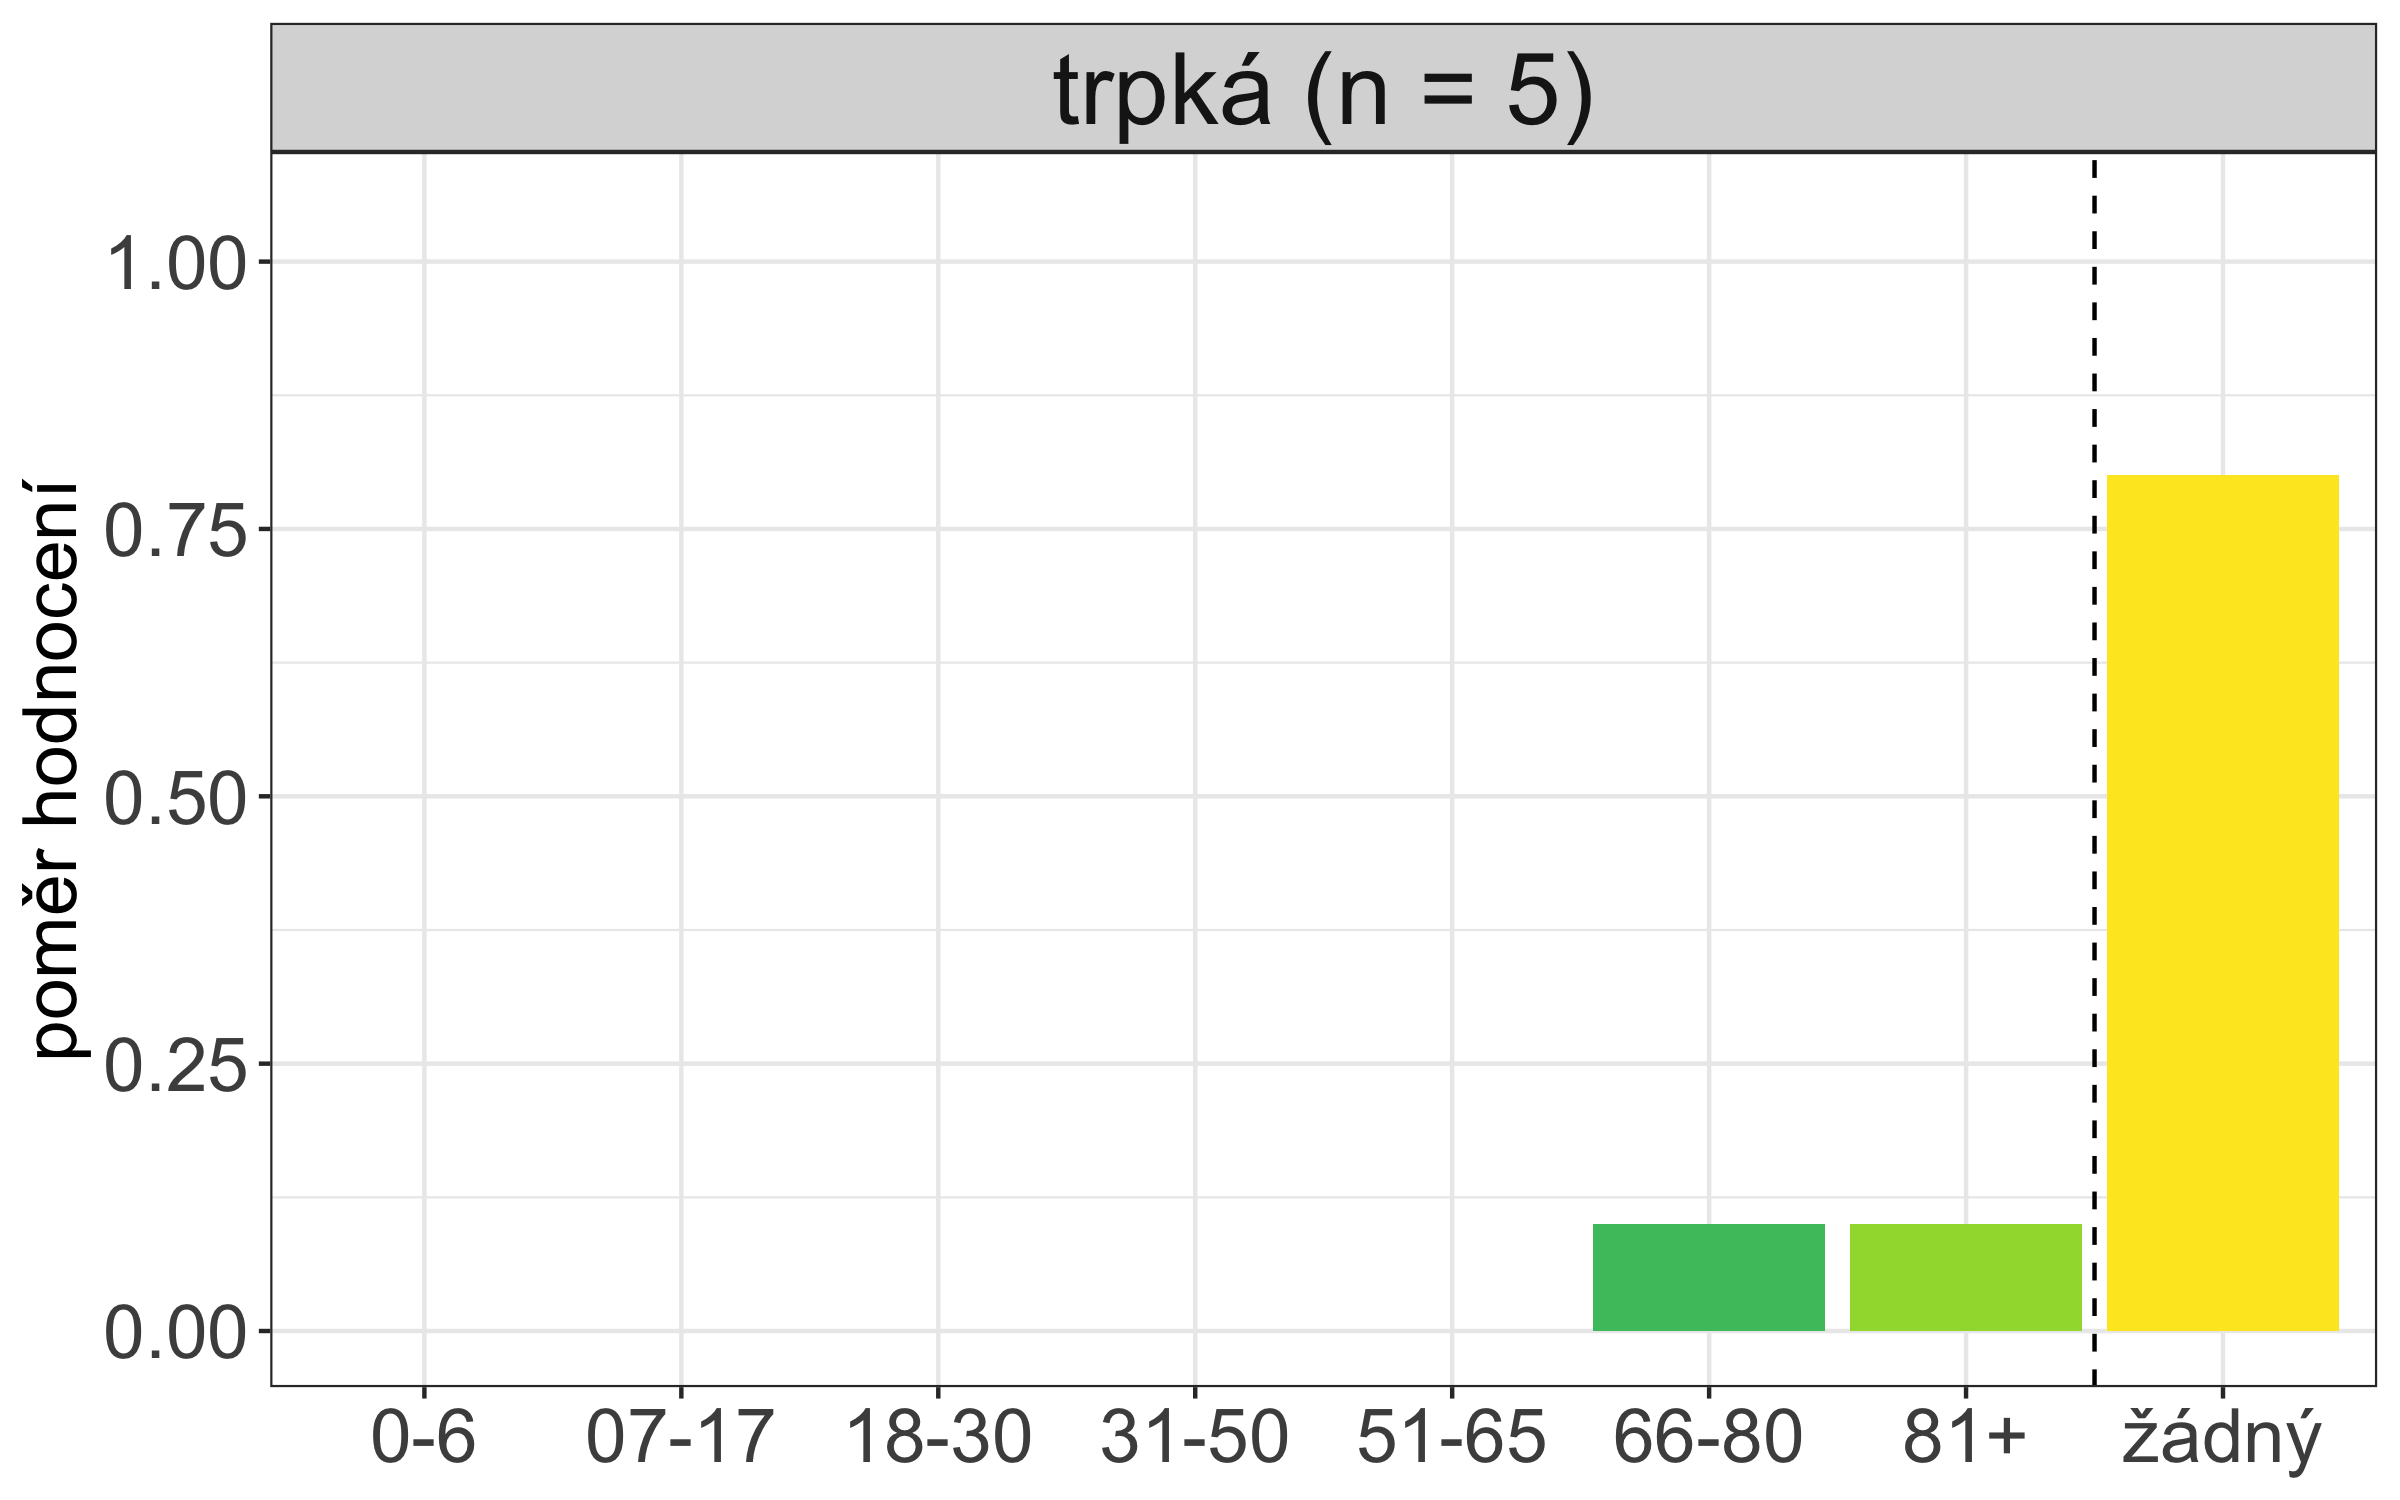 trpká (n = 5)
poměr hodnocení
1.00
0.75
0.50
0.25
0.00
0-6 07-17 18-30 31-50 51-65 66-80 81+ žádný